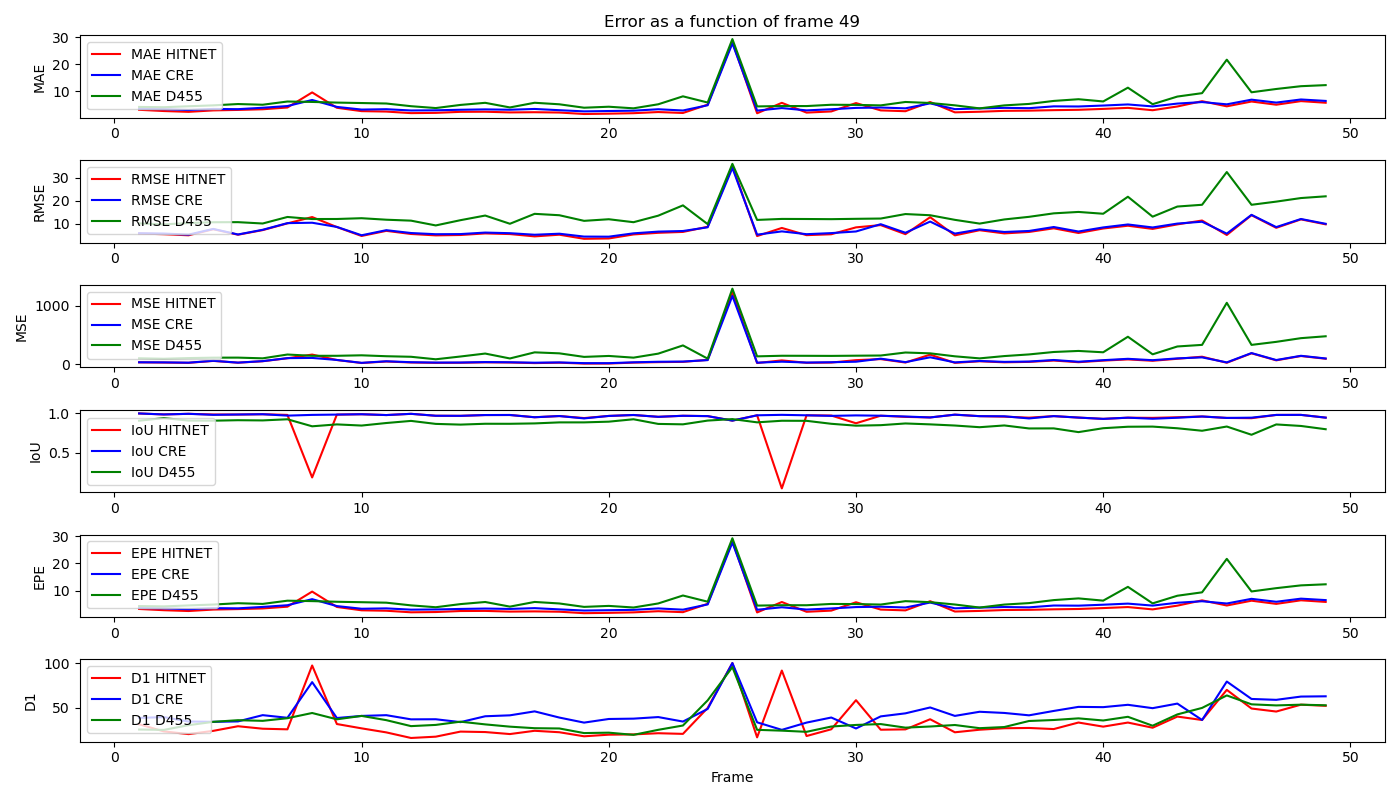 Error as a function of frame 49
30
20
10
MAE
MAE HITNET
MAE CRE
MAE D455
0 10 20 30 40 50
30
20
10
RMSE
RMSE HITNET
RMSE CRE
RMSE D455
0 10 20 30 40 50
1000
0
MSE
MSE HITNET
MSE CRE
MSE D455
0 10 20 30 40 50
1.0
0.5
IoU
IoU HITNET
IoU CRE
IoU D455
0 10 20 30 40 50
30
20
10
EPE
EPE HITNET
EPE CRE
EPE D455
0 10 20 30 40 50
100
50
D1
D1 HITNET
D1 CRE
D1 D455
0 10 20 30 40 50
Frame